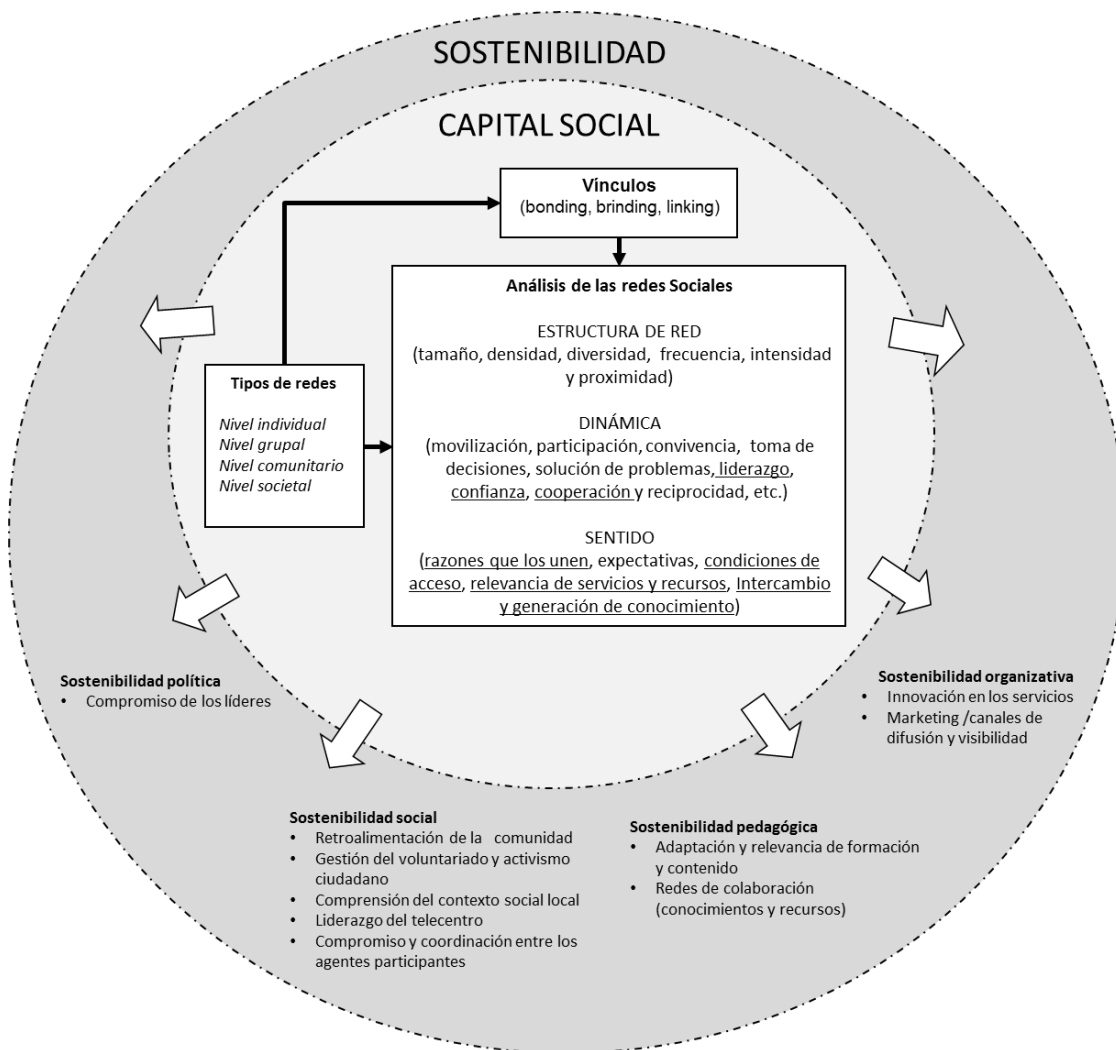 SOSTENIBILIDAD
CAPITAL SOCIAL
Vínculos
(bonding, brinding, linking)
Análisis de las redes Sociales
ESTRUCTURA DE RED
(tamaño, densidad, diversidad, frecuencia, intensidad
y proximidad)
DINÁMICA
(movilización, participación, convivencia, toma de
decisiones, solución de problemas, liderazgo,
confianza, cooperación y reciprocidad, etc.)
SENTIDO
(razones que los unen, expectativas, condiciones de
acceso, relevancia de servicios y recursos, Intercambio
y generación de conocimiento)
Tipos de redes
Nivel individual
Nivel grupal
Nivel comunitario
Nivel societal
Sostenibilidad política
• Compromiso de los líderes
Sostenibilidad social
• Retroalimentación de la comunidad
• Gestión del voluntariado y activismo
ciudadano
• Comprensión del contexto social local
• Liderazgo del telecentro
• Compromiso y coordinación entre los
agentes participantes
Sostenibilidad pedagógica
• Adaptación y relevancia de formación
y contenido
• Redes de colaboración
(conocimientos y recursos)
Sostenibilidad organizativa
• Innovación en los servicios
• Marketing /canales de
difusión y visibilidad